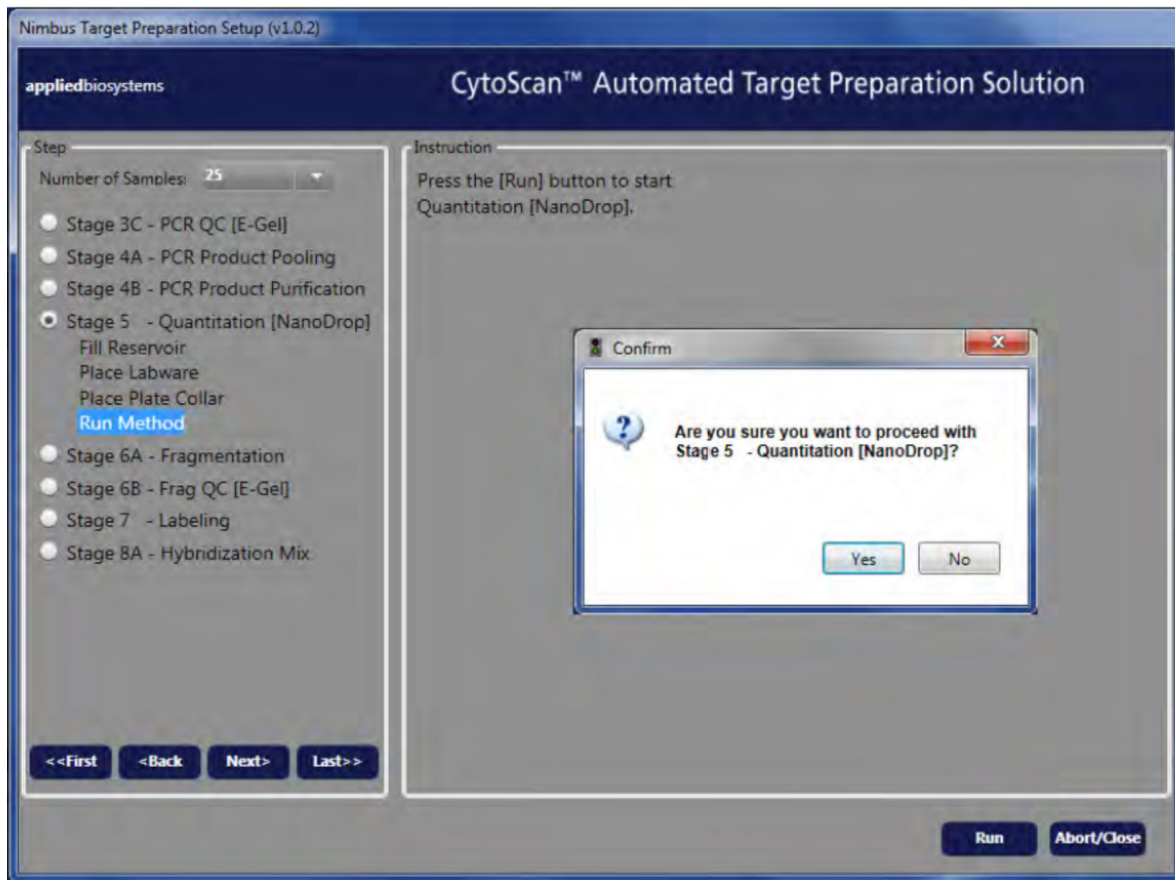 Nimbus Target Preparation Setup (v1.0.2)
appliedbiosystems
CytoScan™ Automated Target Preparation Solution
Step
Number of Samples: 25
Stage 3C - PCR QC [E-Gel]
Stage 4A - PCR Product Pooling
Stage 4B - PCR Product Purification
Stage 5 - Quantitation [NanoDrop]
Fill Reservoir
Place Labware
Place Plate Collar
Run Method
Stage 6A - Fragmentation
Stage 6B - Frag QC [E-Gel]
Stage 7 - Labeling
Stage 8A - Hybridization Mix
<<First <Back Next> Last>>
Instruction
Press the [Run] button to start
Quantitation [NanoDrop].
Confirm
Are you sure you want to proceed with
Stage 5 - Quantitation [NanoDrop]?
Yes No
Run Abort/Close